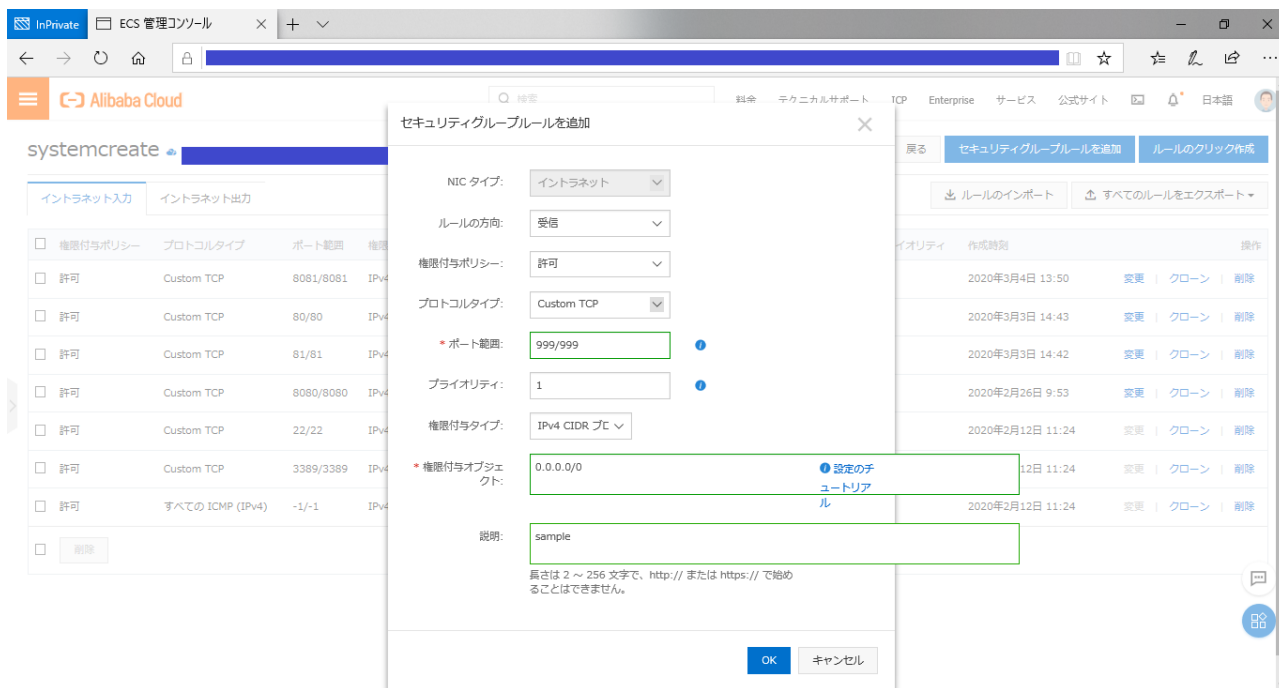 InPrivate
ECS 管理コンソール
Alibaba Cloud
検索
料金 テクニカルサポート ICP Enterprise サービス 公式サイト 日本語
systemcreate
戻る セキュリティグループルールを追加 ルールのクリック作成
イントラネット入力 イントラネット出力
ルールのインポート すべてのルールをエクスポート
権限付与ポリシー プロトコルタイプ ポート範囲 権限 イオリティ 作成時刻 操作
許可 Custom TCP 8081/8081 IPv4 2020年3月4日 13:50 変更 クローン 削除
許可 Custom TCP 80/80 IPv4 2020年3月3日 14:43 変更 クローン 削除
許可 Custom TCP 81/81 IPv4 2020年3月3日 14:42 変更 クローン 削除
許可 Custom TCP 8080/8080 IPv4 2020年2月26日 9:53 変更 クローン 削除
許可 Custom TCP 22/22 IPv4 2020年2月12日 11:24 変更 クローン 削除
許可 Custom TCP 3389/3389 IPv4 12日 11:24 変更 クローン 削除
許可 すべての ICMP (IPv4) -1/-1 IPv4 2020年2月12日 11:24 変更 クローン 削除
削除
セキュリティグループルールを追加
NIC タイプ: イントラネット
ルールの方向: 受信
権限付与ポリシー: 許可
プロトコルタイプ: Custom TCP
* ポート範囲: 999/999
プライオリティ: 1
権限付与タイプ: IPv4 CIDR ブロ
* 権限付与オブジェ
クト:
0.0.0.0/0
設定のチ
ュートリア
ル
説明: sample
長さは 2 ～ 256 文字で、http:// または https:// で始め
ることはできません。
OK キャンセル